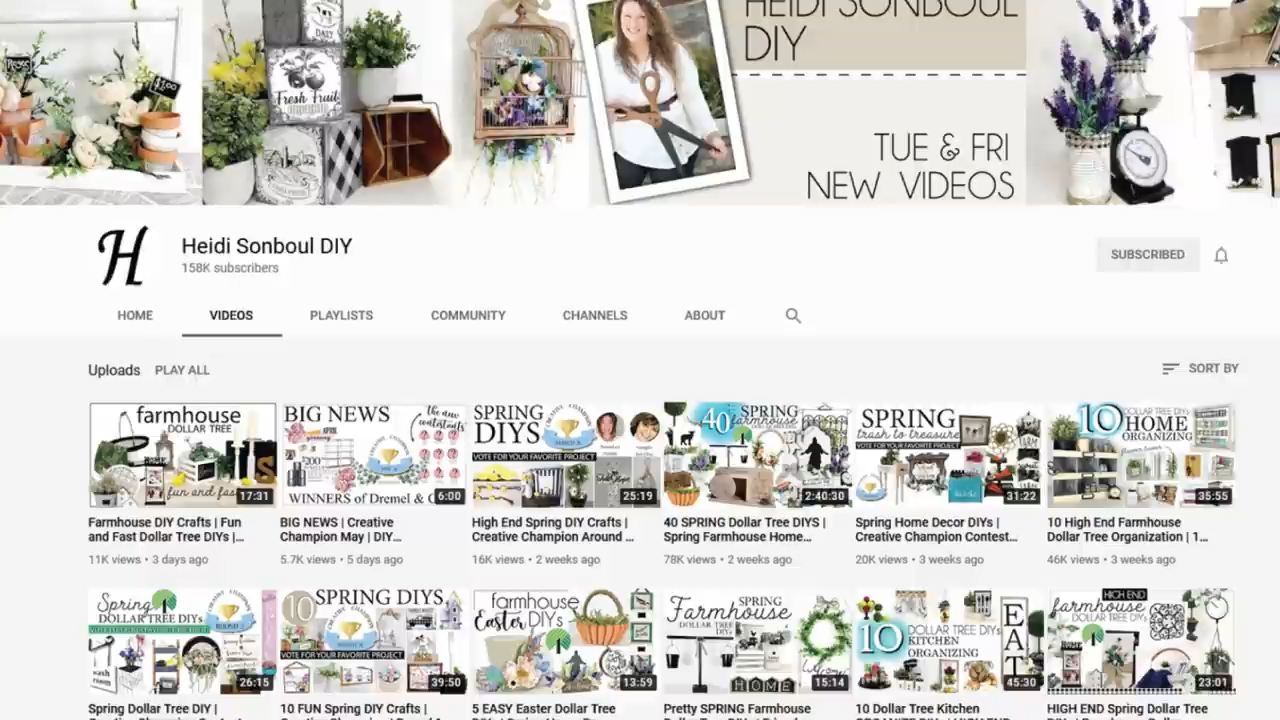 HEIDI SONBOUL
DIY
TUE & FRI
NEW VIDEOS
DAILY
Fresh Fruit
$1.00
H
Heidi Sonboul DIY
158K subscribers
SUBSCRIBED
HOME
VIDEOS
PLAYLISTS
COMMUNITY
CHANNELS
ABOUT
Uploads
PLAY ALL
SORT BY
farmhouse
DOLLAR TREE
17:31
BIG NEWS
the new
contestants
WINNERS of Dremel &
6:00
SPRING
DIYS
VOTE FOR YOUR FAVORITE PROJECT
25:19
40
SPRING
farmhouse
2:40:30
SPRING
trash to treasure
VOTE FOR YOUR FAVORITE PROJECT
31:22
10
DOLLAR TREE DIYs
HOME
ORGANIZING
35:55
Farmhouse DIY Crafts | Fun
and Fast Dollar Tree DIYs |...
11K views • 3 days ago
BIG NEWS | Creative
Champion May | DIY...
5.7K views • 5 days ago
High End Spring DIY Crafts |
Creative Champion Around ...
16K views • 2 weeks ago
40 SPRING Dollar Tree DIYS |
Spring Farmhouse Home...
78K views • 2 weeks ago
Spring Home Decor DIYs |
Creative Champion Contest...
20K views • 3 weeks ago
10 High End Farmhouse
Dollar Tree Organization | 1...
46K views • 3 weeks ago
Spring
DOLLAR TREE DIYs
26:15
10
SPRING DIYS
VOTE FOR YOUR FAVORITE PROJECT
39:50
farmhouse
Easter DIYs
13:59
SPRING
Farmhouse
DOLLAR TREE
DIYs
HOME
15:14
10
DOLLAR TREE DIYs
KITCHEN
ORGANIZING
EAT
45:30
HIGH END
farmhouse
DOLLAR TREE DIYs
23:01
Spring Dollar Tree DIY |
10 FUN Spring DIY Crafts |
5 EASY Easter Dollar Tree
Pretty SPRING Farmhouse
10 Dollar Tree Kitchen
HIGH END Spring Dollar Tree